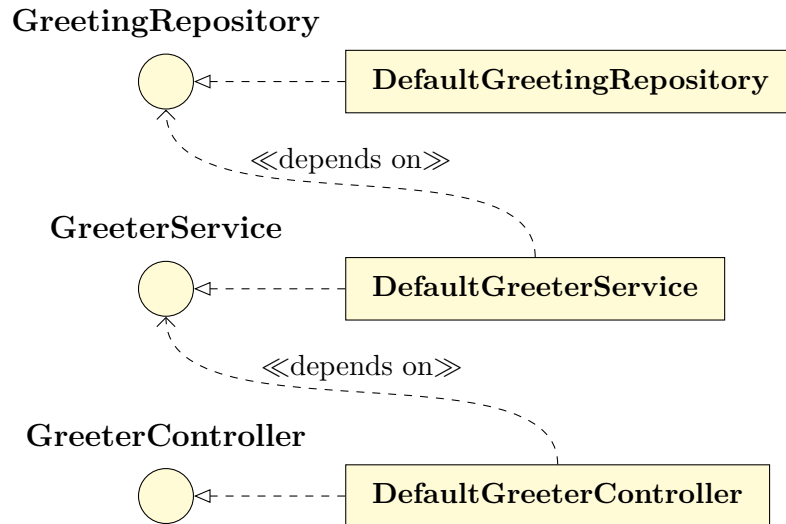 GreetingRepository
DefaultGreetingRepository
≪depends on≫
GreeterService
DefaultGreeterService
≪depends on≫
GreeterController
DefaultGreeterController